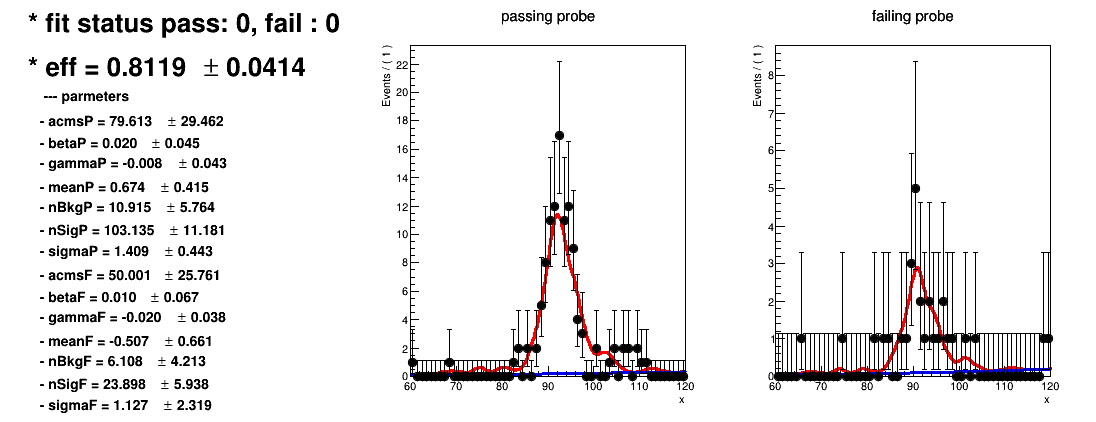 * fit status pass: 0, fail : 0
* eff = 0.8119 ± 0.0414
--- parmeters
- acmsP = 79.613 ± 29.462
- betaP = 0.020 ± 0.045
- gammaP = -0.008 ± 0.043
- meanP = 0.674 ± 0.415
- nBkgP = 10.915 ± 5.764
- nSigP = 103.135 ± 11.181
- sigmaP = 1.409 ± 0.443
- acmsF = 50.001 ± 25.761
- betaF = 0.010 ± 0.067
- gammaF = -0.020 ± 0.038
- meanF = -0.507 ± 0.661
- nBkgF = 6.108 ± 4.213
- nSigF = 23.898 ± 5.938
- sigmaF = 1.127 ± 2.319
passing probe
Events / ( 1 )
22
20
18
16
14
12
10
8
6
4
2
0
60 70 80 90 100 110 120
x
failing probe
Events / ( 1 )
8
7
6
5
4
3
2
1
0
60 70 80 90 100 110 120
x